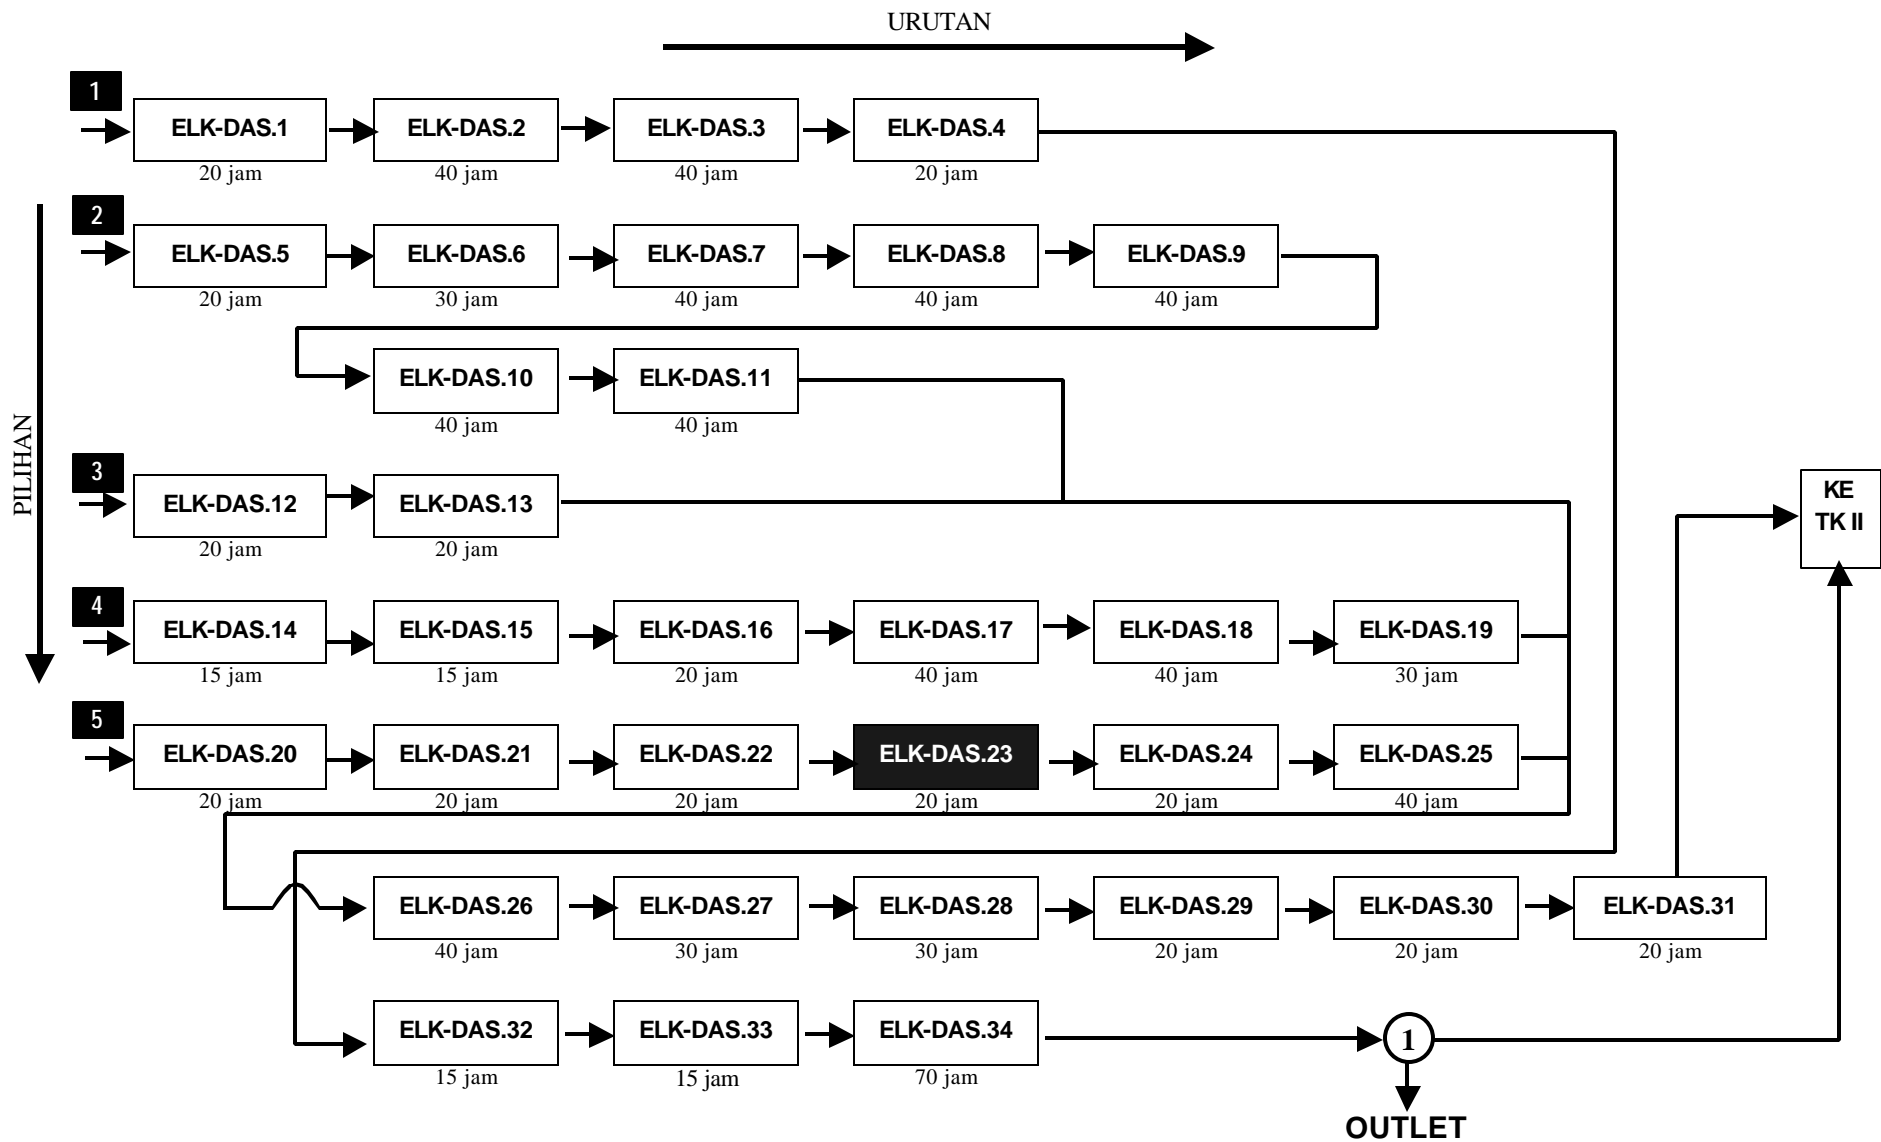 URUTAN
PILIHAN
1
ELK-DAS.1
20 jam
ELK-DAS.2
40 jam
ELK-DAS.3
40 jam
ELK-DAS.4
20 jam
2
ELK-DAS.5
20 jam
ELK-DAS.6
30 jam
ELK-DAS.7
40 jam
ELK-DAS.8
40 jam
ELK-DAS.9
40 jam
ELK-DAS.10
40 jam
ELK-DAS.11
40 jam
3
ELK-DAS.12
20 jam
ELK-DAS.13
20 jam
KE
TK II
4
ELK-DAS.14
15 jam
ELK-DAS.15
15 jam
ELK-DAS.16
20 jam
ELK-DAS.17
40 jam
ELK-DAS.18
40 jam
ELK-DAS.19
30 jam
5
ELK-DAS.20
20 jam
ELK-DAS.21
20 jam
ELK-DAS.22
20 jam
ELK-DAS.23
20 jam
ELK-DAS.24
20 jam
ELK-DAS.25
40 jam
ELK-DAS.26
40 jam
ELK-DAS.27
30 jam
ELK-DAS.28
30 jam
ELK-DAS.29
20 jam
ELK-DAS.30
20 jam
ELK-DAS.31
20 jam
ELK-DAS.32
15 jam
ELK-DAS.33
15 jam
ELK-DAS.34
70 jam
1
OUTLET